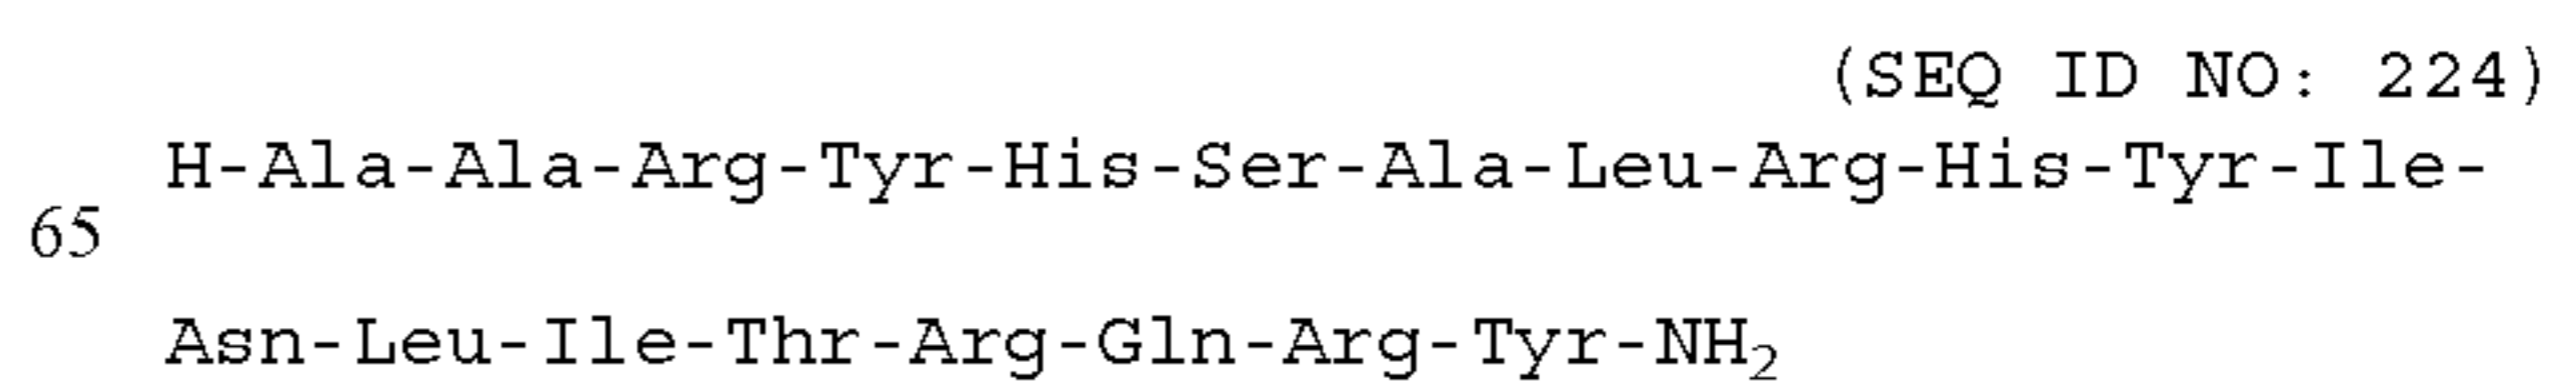 (SEQ ID NO: 224)
H-Ala-Ala-Arg-Tyr-His-Ser-Ala-Leu-Arg-His-Tyr-Ile-
65
Asn-Leu-Ile-Thr-Arg-Gln-Arg-Tyr-NH₂